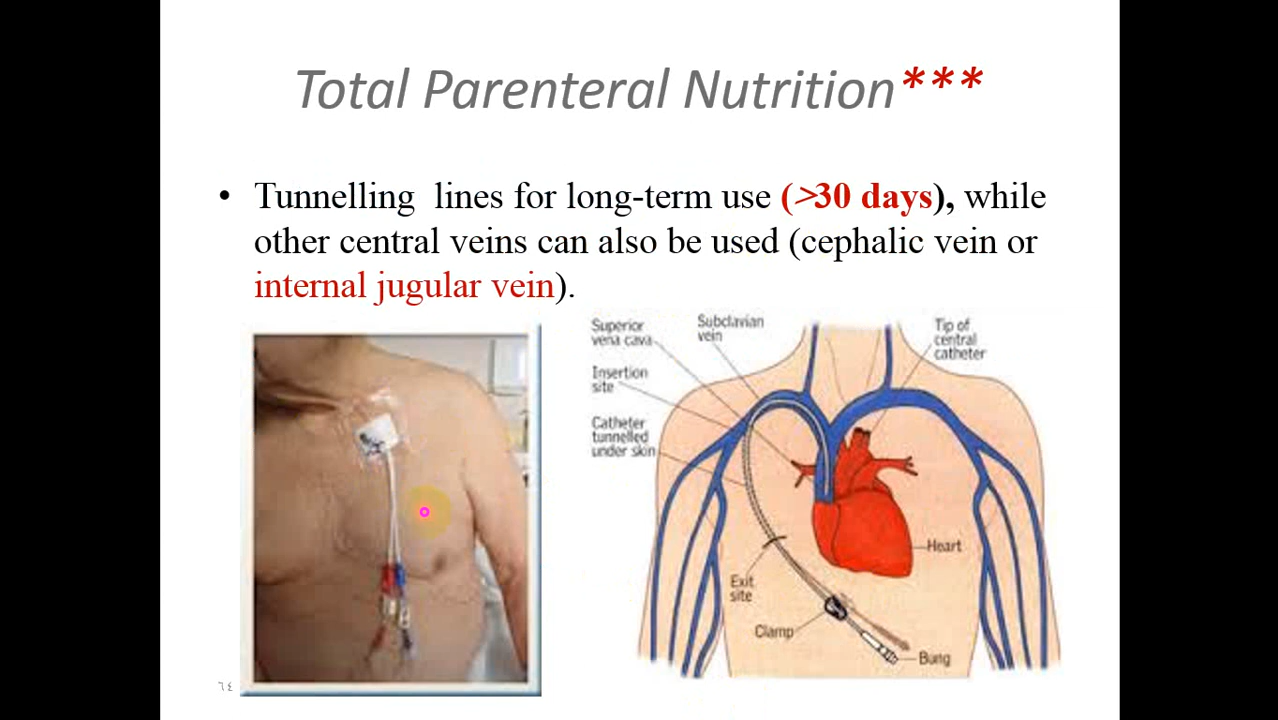 Total Parenteral Nutrition***
• Tunnelling lines for long-term use (>30 days), while
other central veins can also be used (cephalic vein or
internal jugular vein).
Superior
vena cava
Subclavian
vein
Tip of
central
catheter
Insertion
site
Catheter
tunnelled
under skin
Heart
Exit
site
Clamp
Bung
٦٤